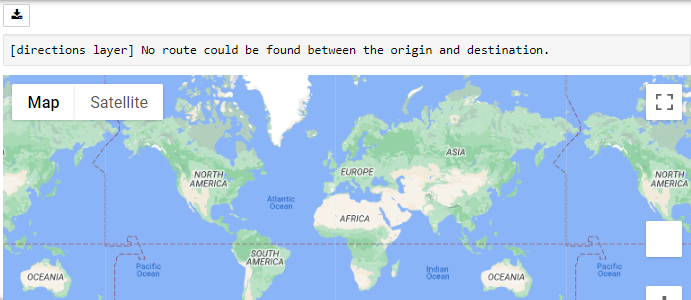 [directions layer] No route could be found between the origin and destination.
Map Satellite
ASIA
NORTH
AMERICA
EUROPE
NORTH
AMERICA
Atlantic
Ocean
AFRICA
SOUTH
AMERICA
OCEANIA
Pacific
Ocean
Indian
Ocean
OCEANIA
Pacific
Ocean